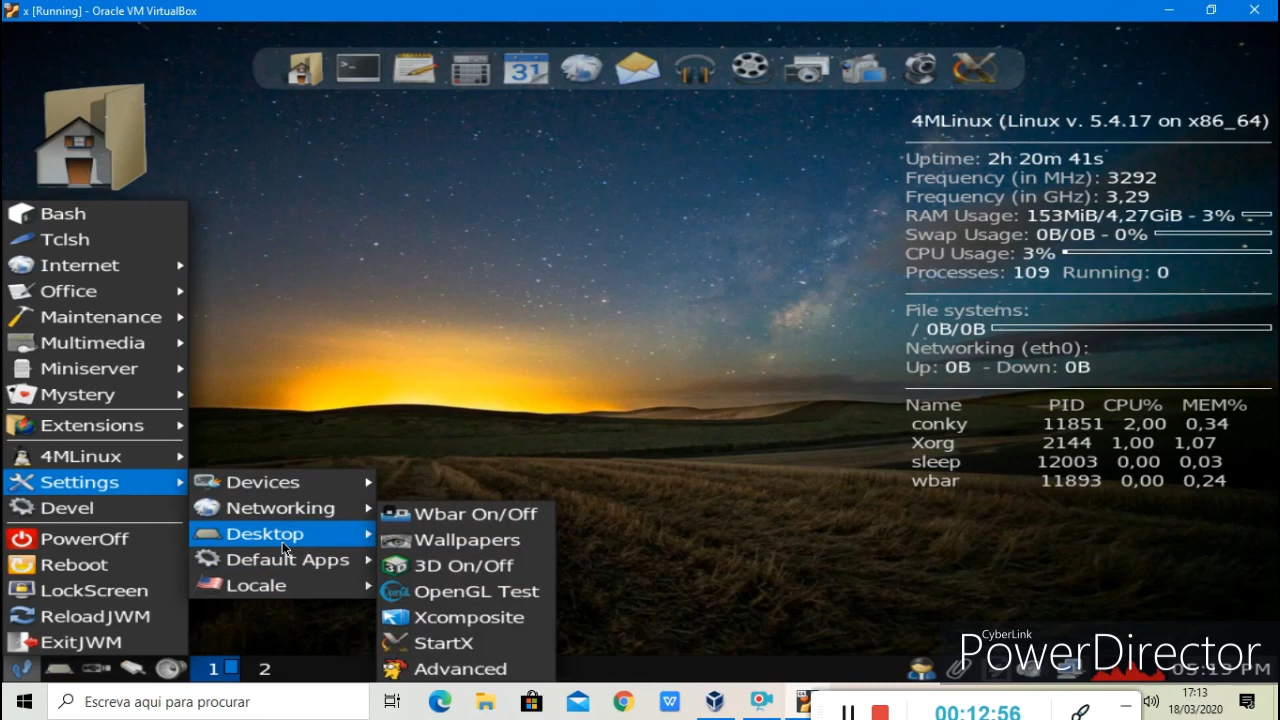 x [Running] - Oracle VM VirtualBox
31
4MLinux (Linux v. 5.4.17 on x86_64)
Uptime: 2h 20m 41s
Frequency (in MHz): 3292
Frequency (in GHz): 3,29
RAM Usage: 153MiB/4,27GiB - 3%
Swap Usage: 0B/0B - 0%
CPU Usage: 3%
Processes: 109 Running: 0
File systems:
/ 0B/0B
Networking (eth0):
Up: 0B - Down: 0B
Name PID CPU% MEM%
conky 11851 2,00 0,34
Xorg 2144 1,00 1,07
sleep 12003 0,00 0,03
wbar 11893 0,00 0,24
Bash
Tclsh
Internet
Office
Maintenance
Multimedia
Miniserver
Mystery
Extensions
4MLinux
Settings
Devel
PowerOff
Reboot
LockScreen
ReloadJWM
ExitJWM
Devices
Networking
Desktop
Default Apps
Locale
Wbar On/Off
Wallpapers
3D On/Off
OpenGL Test
Xcomposite
StartX
Advanced
CyberLink
PowerDirector
1 2
05:13 PM
Esreva aqui para procurar
17:13
18/03/2020
00:12:56